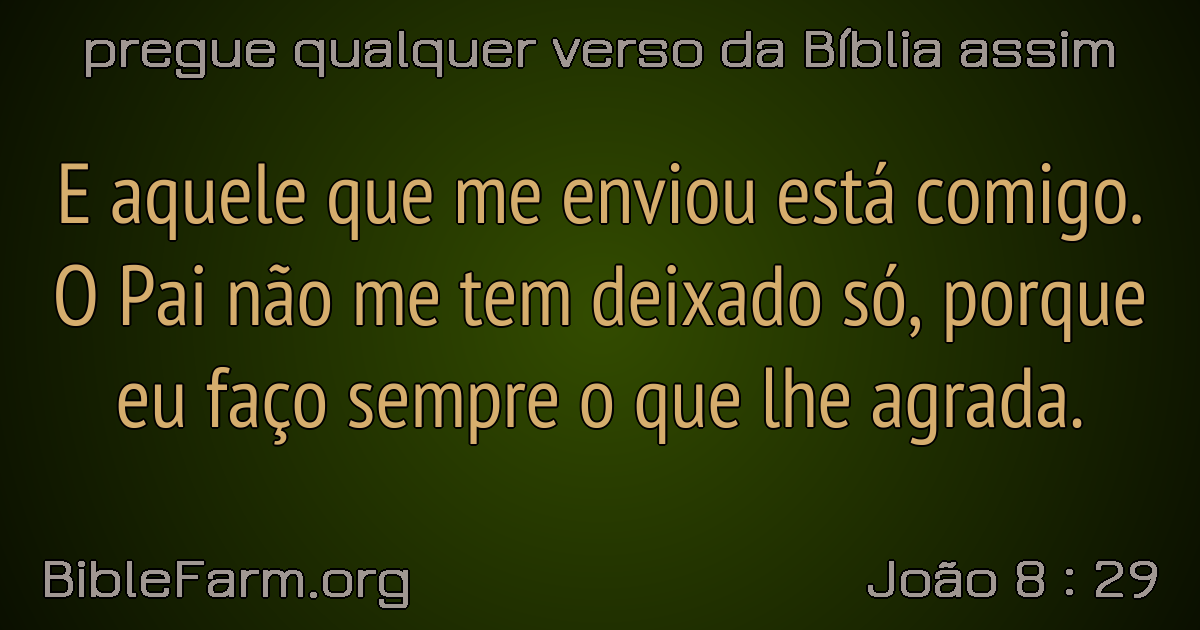 pregue qualquer verso da Bíblia assim
E aquele que me enviou está comigo.
O Pai não me tem deixado só, porque
eu faço sempre o que lhe agrada.
BibleFarm.org
João 8 : 29